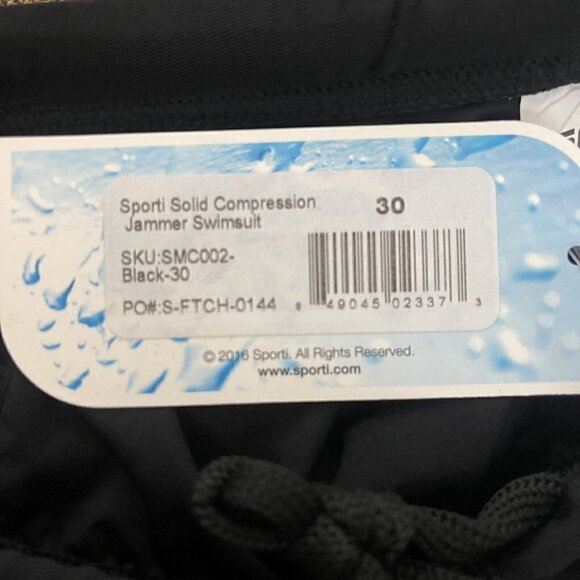 Sporti Solid Compression
Jammer Swimsuit
30
SKU:SMC002-
Black-30
PO#:S-FTCH-0144
49045 02337 3
© 2016 Sporti. All Rights Reserved.
www.sporti.com